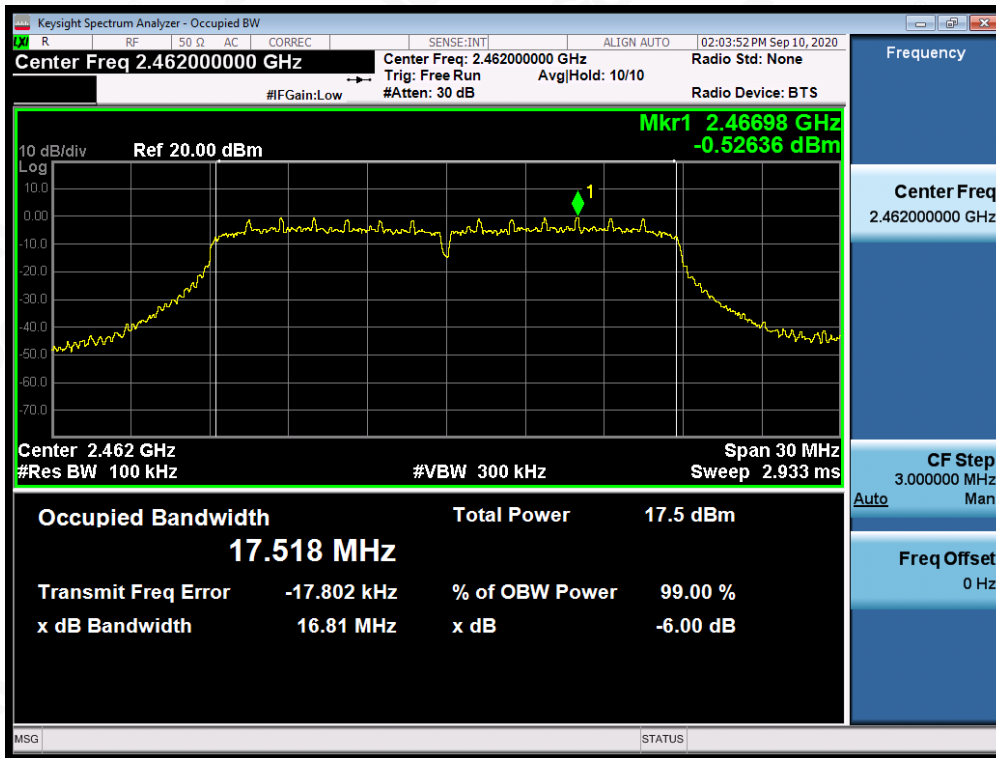 Keysight Spectrum Analyzer - Occupied BW
LXI R RF 50 Ω AC CORREC SENSE:INT ALIGN AUTO 02:03:52 PM Sep 10, 2020
Center Freq 2.462000000 GHz
Center Freq: 2.462000000 GHz
Radio Std: None
Trig: Free Run Avg|Hold: 10/10
#IFGain:Low
#Atten: 30 dB
Radio Device: BTS
Mkr1 2.46698 GHz
-0.52636 dBm
10 dB/div Ref 20.00 dBm
Log
10.0
0.00
-10.0
-20.0
-30.0
-40.0
-50.0
-60.0
-70.0
1
Center 2.462 GHz
Span 30 MHz
#Res BW 100 kHz
#VBW 300 kHz
Sweep 2.933 ms
Occupied Bandwidth
17.518 MHz
Total Power 17.5 dBm
Transmit Freq Error -17.802 kHz
% of OBW Power 99.00 %
x dB Bandwidth 16.81 MHz
x dB -6.00 dB
MSG
STATUS
Frequency
Center Freq
2.462000000 GHz
CF Step
3.000000 MHz
Auto Man
Freq Offset
0 Hz